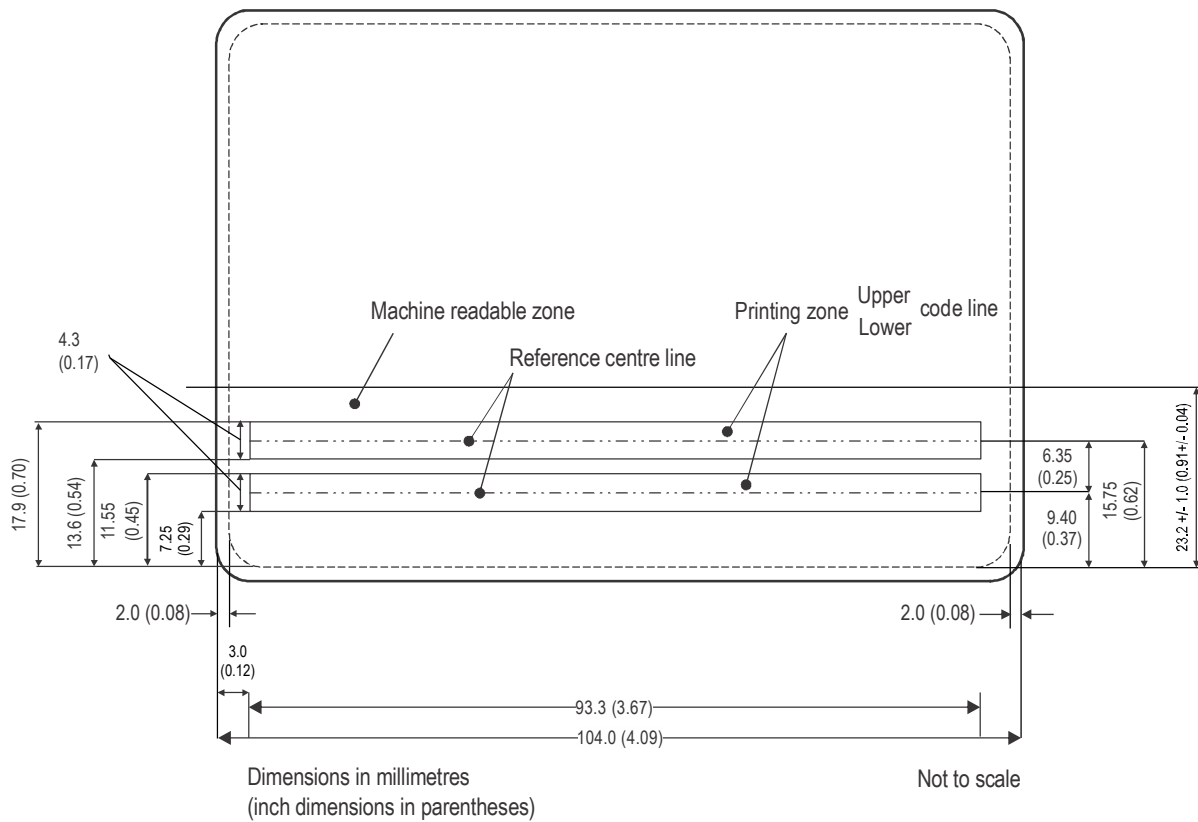 Machine readable zone
Printing zone
Upper
Lower
code line
Reference centre line
4.3
(0.17)
17.9 (0.70)
13.6 (0.54)
11.55
(0.45)
7.25
(0.29)
6.35
(0.25)
9.40
(0.37)
15.75
(0.62)
23.2 +/- 1.0 (0.91+/-0.04)
2.0 (0.08)
2.0 (0.08)
3.0
(0.12)
93.3 (3.67)
104.0 (4.09)
Dimensions in millimetres
(inch dimensions in parentheses)
Not to scale